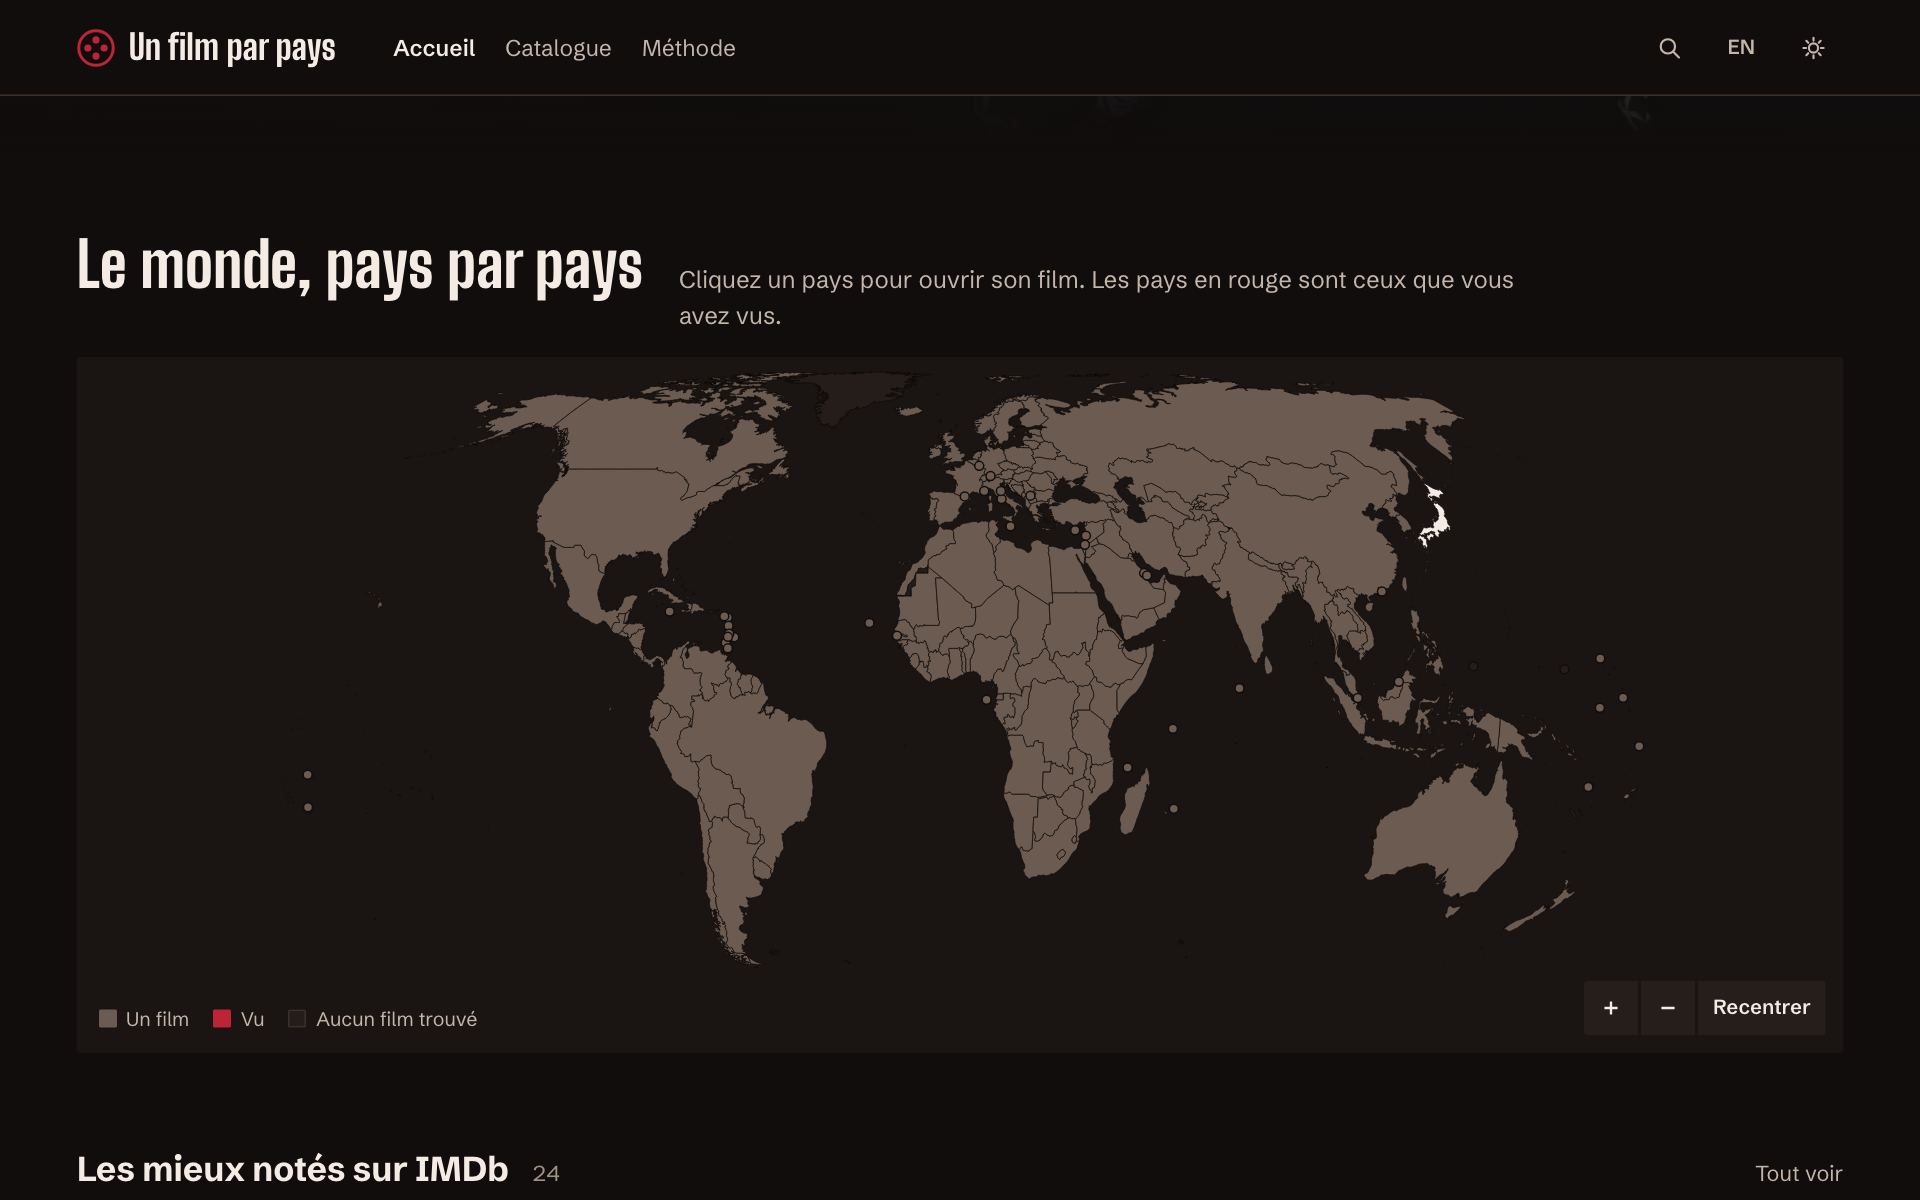 Un film par pays
Accueil
Catalogue
Méthode
EN
Le monde, pays par pays
Cliquez un pays pour ouvrir son film. Les pays en rouge sont ceux que vous
avez vus.
Un film
Vu
Aucun film trouvé
+
−
Recentrer
Les mieux notés sur IMDb 24
Tout voir